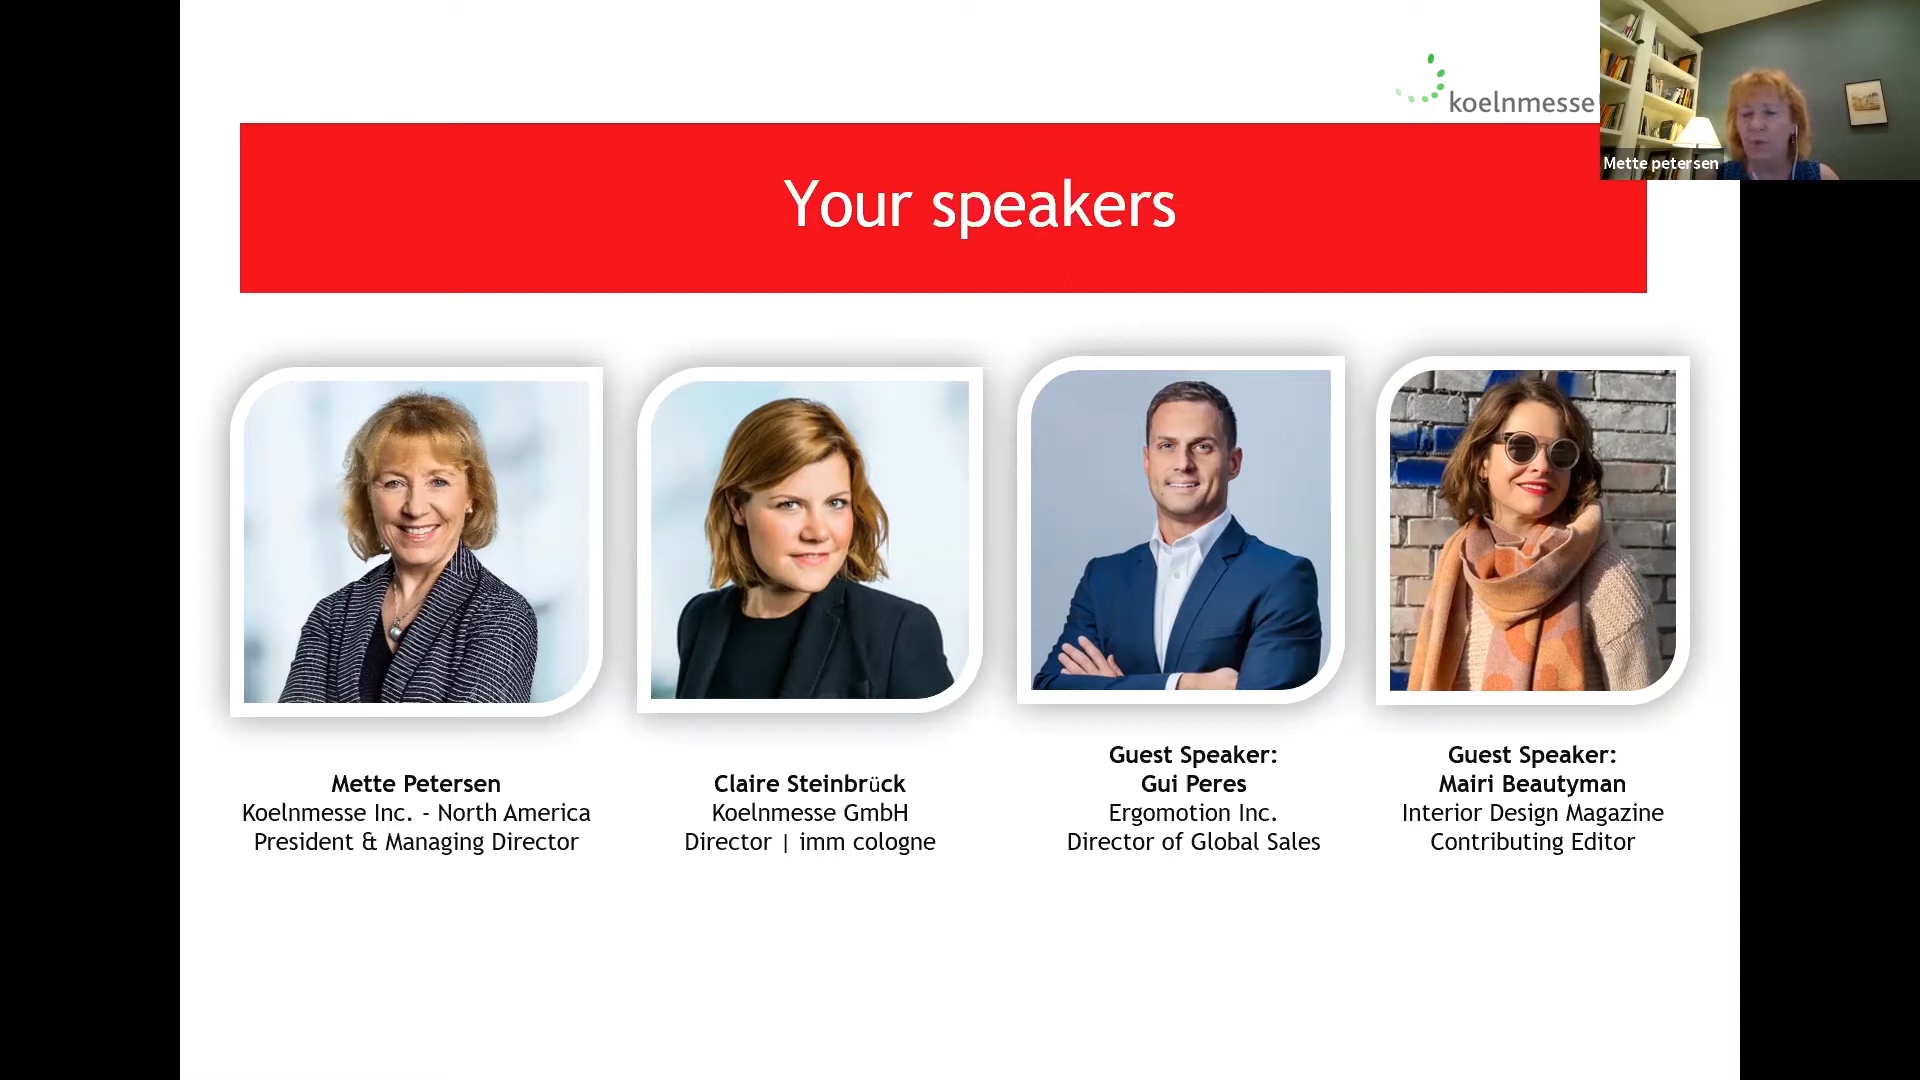 koelnmesse
Mette petersen
Your speakers
Mette Petersen
Koelnmesse Inc. - North America
President & Managing Director
Claire Steinbrück
Koelnmesse GmbH
Director | imm cologne
Guest Speaker:
Gui Peres
Ergomotion Inc.
Director of Global Sales
Guest Speaker:
Mairi Beautyman
Interior Design Magazine
Contributing Editor